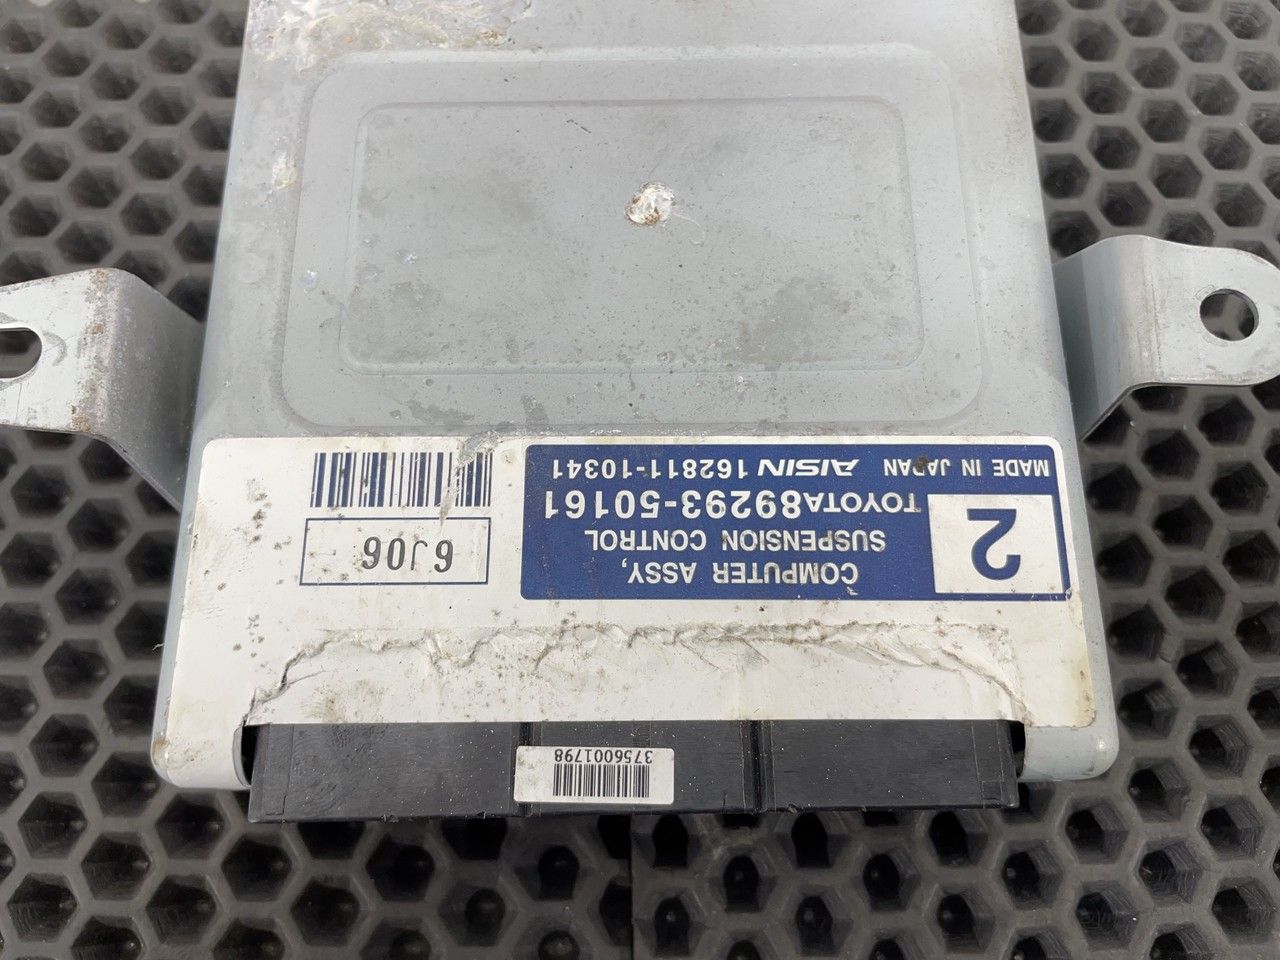 2
COMPUTER ASSY,
SUSPENSION CONTROL
TOYOTA89293-50161
MADE IN JAPAN AISIN 162811-10341
6J06
3756001798